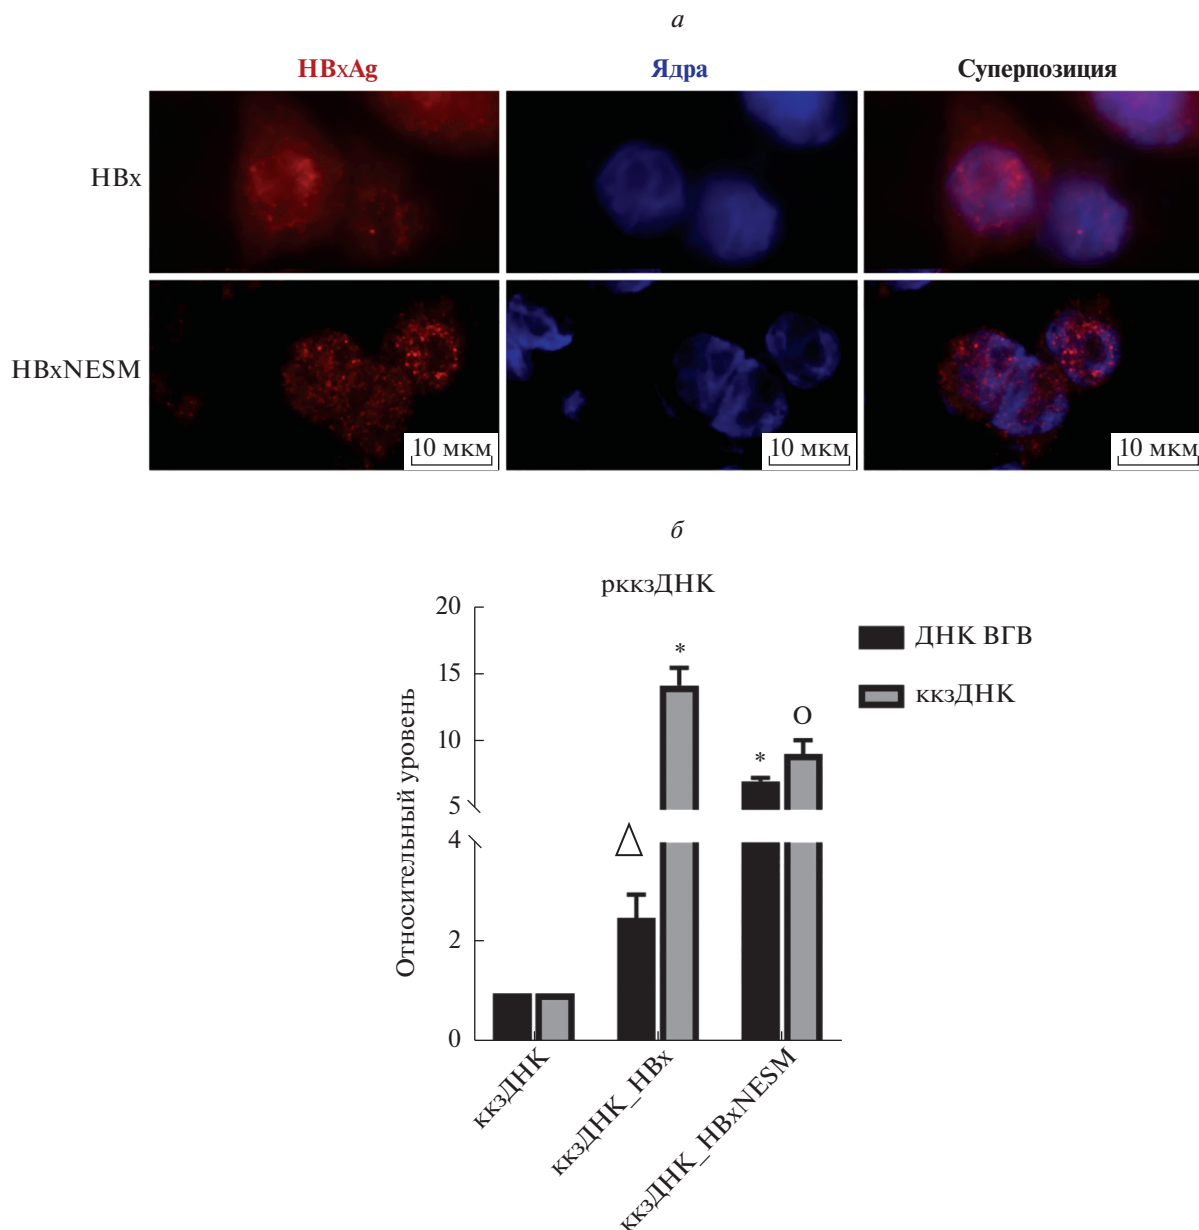 а
HBxAg Ядра Суперпозиция
HBx
HBxNESM
10 мкм 10 мкм 10 мкм
б
рккзДНК
20
15
10
5
4
2
0
Относительный уровень
* * O
ДНК ВГВ
ккзДНК
ккзДНК
ккзДНК_HBx
ккзДНК_HBxNESM